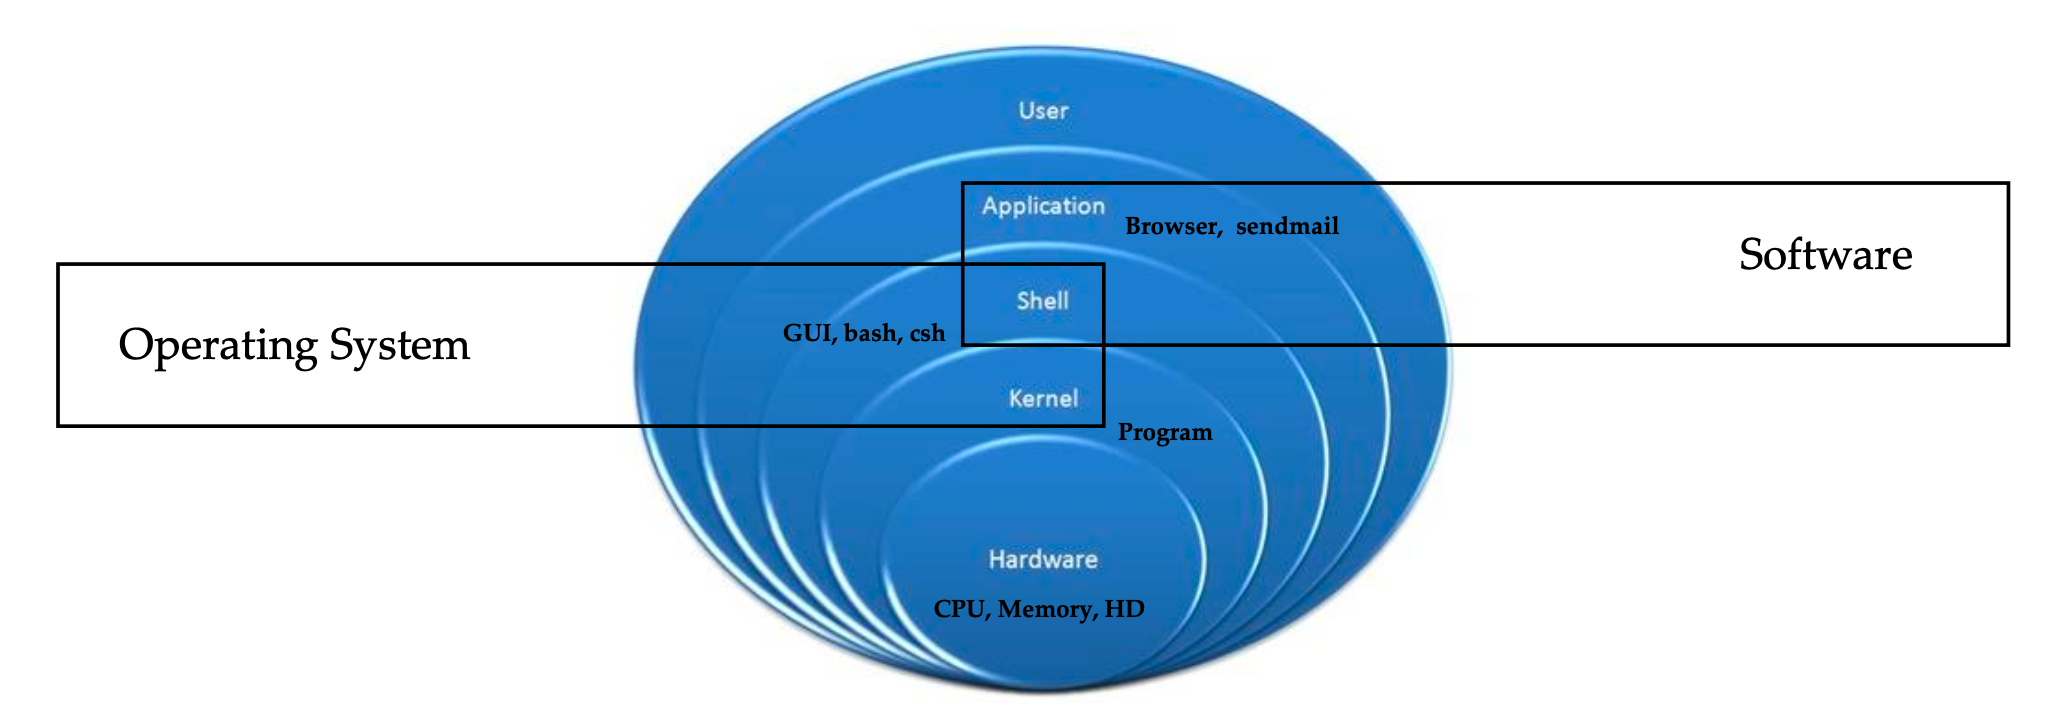 User
Application
Browser, sendmail
Software
Shell
GUI, bash, csh
Operating System
Kernel
Program
Hardware
CPU, Memory, HD